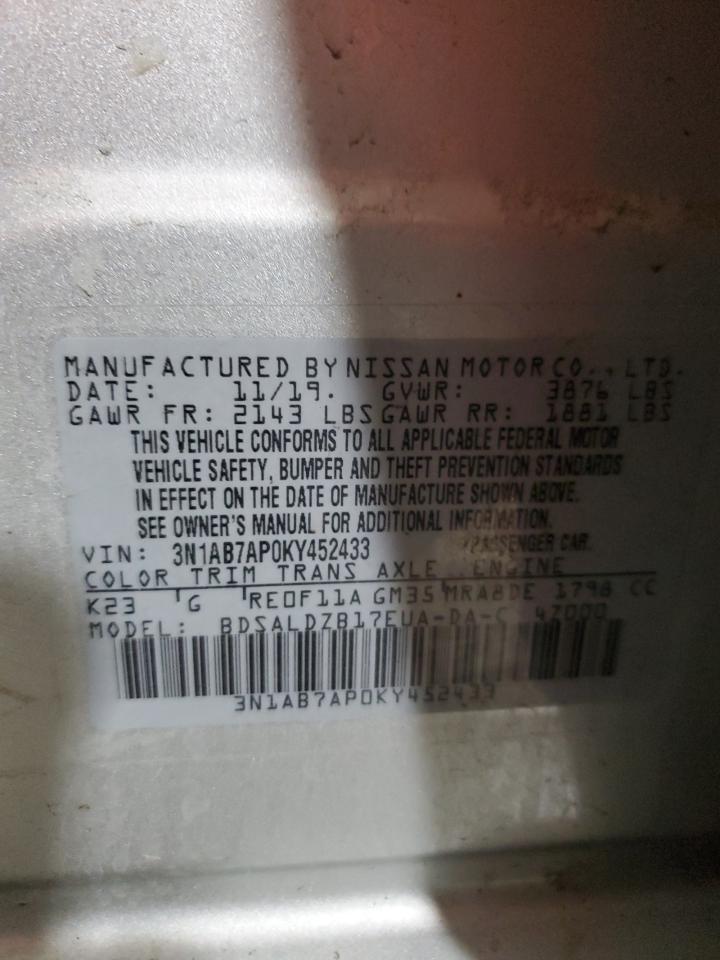 MANUFACTURED BY NISSAN MOTOR CO., LTD.
DATE: 11/19. GVWR: 3876 LBS
GAWR FR: 2143 LBS GAWR RR: 1881 LBS
THIS VEHICLE CONFORMS TO ALL APPLICABLE FEDERAL MOTOR
VEHICLE SAFETY, BUMPER AND THEFT PREVENTION STANDARDS
IN EFFECT ON THE DATE OF MANUFACTURE SHOWN ABOVE.
SEE OWNER'S MANUAL FOR ADDITIONAL INFORMATION.
VIN: 3N1AB7AP0KY452433 PASSENGER CAR.
COLOR TRIM TRANS AXLE ENGINE
K23 G RE0F11A GM35 MRA8DE 1798 CC
MODEL: BDSALDZB17EUA-DA-C 47000
3N1AB7AP0KY452433